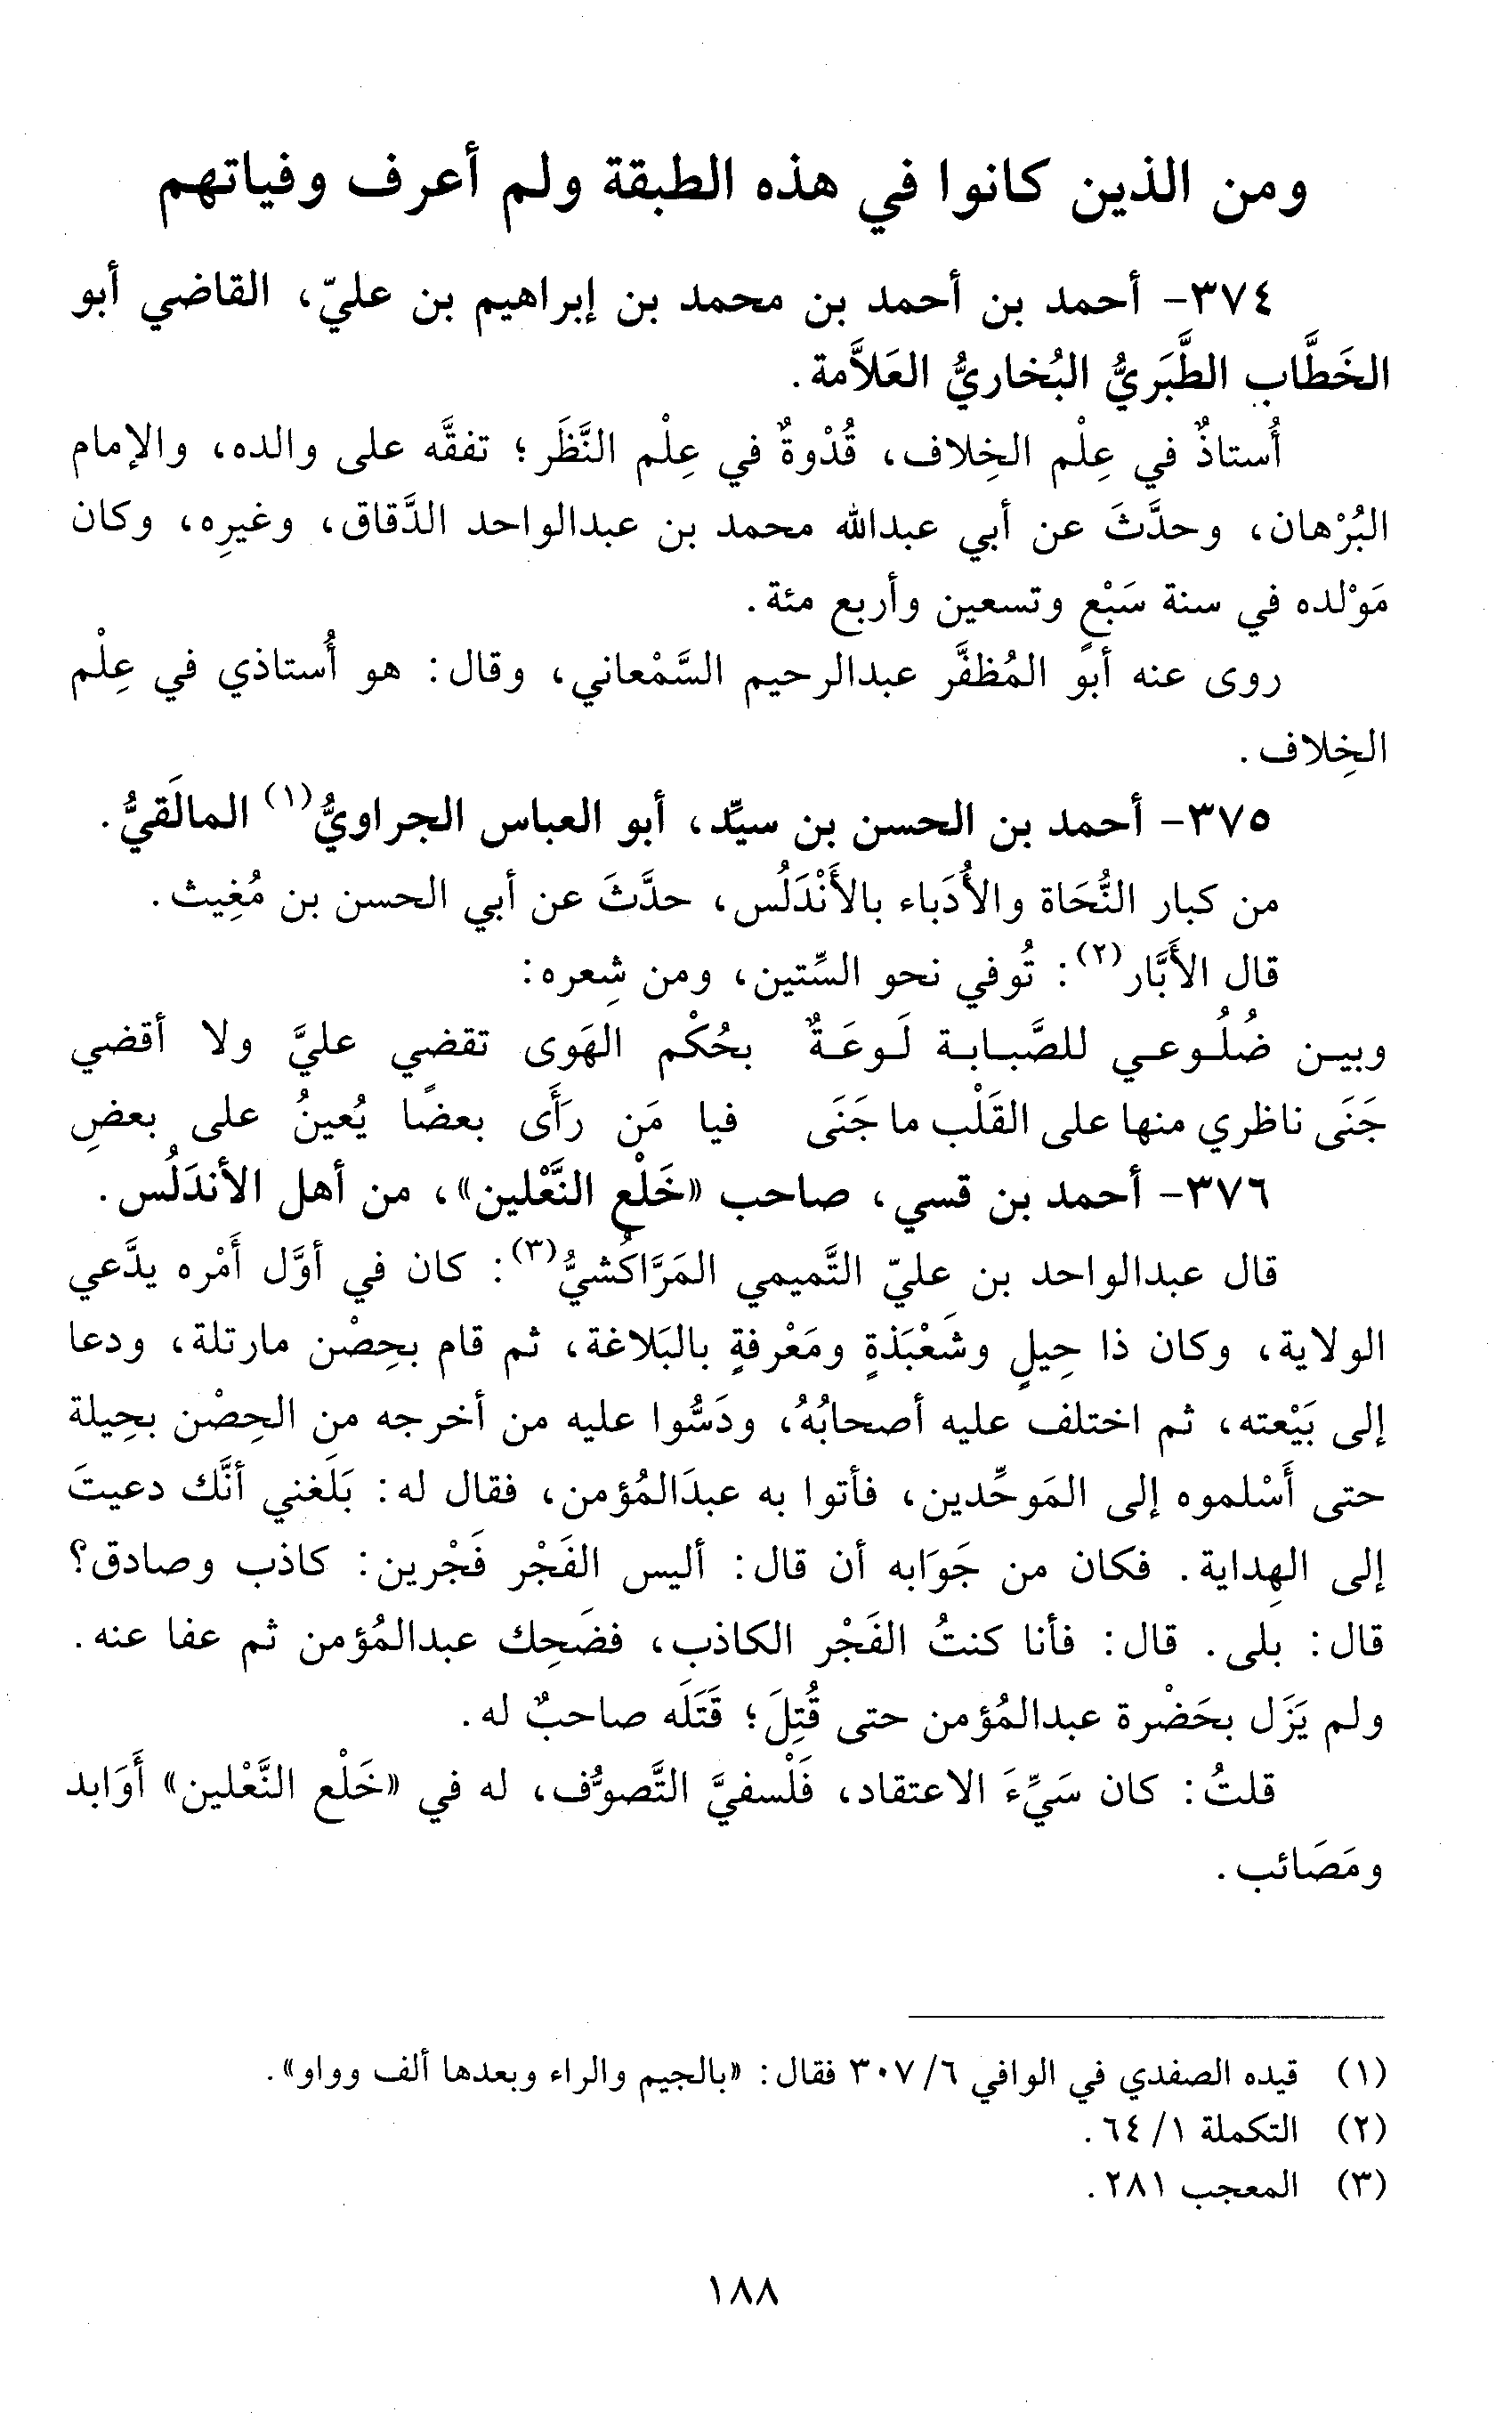 ومن الذين كانوا في هذه الطبقة ولم أعرف وفياتهم
٣٧٤- أحمد بن أحمد بن محمد بن إبراهيم بن عليّ، القاضي أبو
الخَطَّاب الطَّبَريُّ البُخاريُّ العَلاَّمة.
أُستاذٌ في عِلْم الخِلاف، قُدْوةٌ في عِلْم النَّظَر؛ تفقَّه على والده، والإمام
البُرْهان، وحدَّثَ عن أبي عبدالله محمد بن عبدالواحد الدَّقاق، وغيرِه، وكان
مَوْلده في سنة سَبْعٍ وتسعين وأربع مئة.
روى عنه أبو المُظفَّر عبدالرحيم السَّمْعاني، وقال: هو أُستاذي في عِلْم
الخِلاف.
٣٧٥- أحمد بن الحسن بن سيِّد، أبو العباس الجراويُّ(١) المالَقيُّ.
من كبار النُّحَاة والأُدَباء بالأَنْدَلُس، حدَّثَ عن أبي الحسن بن مُغِيث.
قال الأَبَّار(٢): تُوفي نحو السِّتين، ومن شِعره:
وبيـن ضُلُـوعـي للصَّبـابـة لَـوعَـةٌ بحُكْم الهَوى تقضي عليَّ ولا أقضي
جَنَى ناظري منها على القَلْب ما جَنَى فيا مَن رَأَى بعضًا يُعينُ على بعضِ
٣٧٦- أحمد بن قسي، صاحب «خَلْع النَّعْلين»، من أهل الأندَلُس.
قال عبدالواحد بن عليّ التَّميمي المَرَّاكُشيُّ(٣): كان في أوَّل أَمْره يدَّعي
الولاية، وكان ذا حِيلٍ وشَعْبَذةٍ ومَعْرفةٍ بالبَلاغة، ثم قام بحِصْن مارتلة، ودعا
إلى بَيْعته، ثم اختلف عليه أصحابُهُ، ودَسُّوا عليه من أخرجه من الحِصْن بحِيلة
حتى أَسْلموه إلى المَوحِّدين، فأتوا به عبدَالمُؤمن، فقال له: بَلَغني أنَّك دعيتَ
إلى الهِداية. فكان من جَوَابه أن قال: أليس الفَجْر فَجْرين: كاذب وصادق؟
قال: بلى. قال: فأنا كنتُ الفَجْر الكاذب، فضَحِك عبدالمُؤمن ثم عفا عنه.
ولم يَزَل بحَضْرة عبدالمُؤمن حتى قُتِلَ؛ قَتَلَه صاحبٌ له.
قلتُ: كان سَيِّءَ الاعتقاد، فَلْسفيَّ التَّصوُّف، له في «خَلْع النَّعْلين» أَوَابد
ومَصَائب.
(١) قيده الصفدي في الوافي ٦/ ٣٠٧ فقال: «بالجيم والراء وبعدها ألف وواو».
(٢) التكملة ١/ ٦٤.
(٣) المعجب ٢٨١.
١٨٨